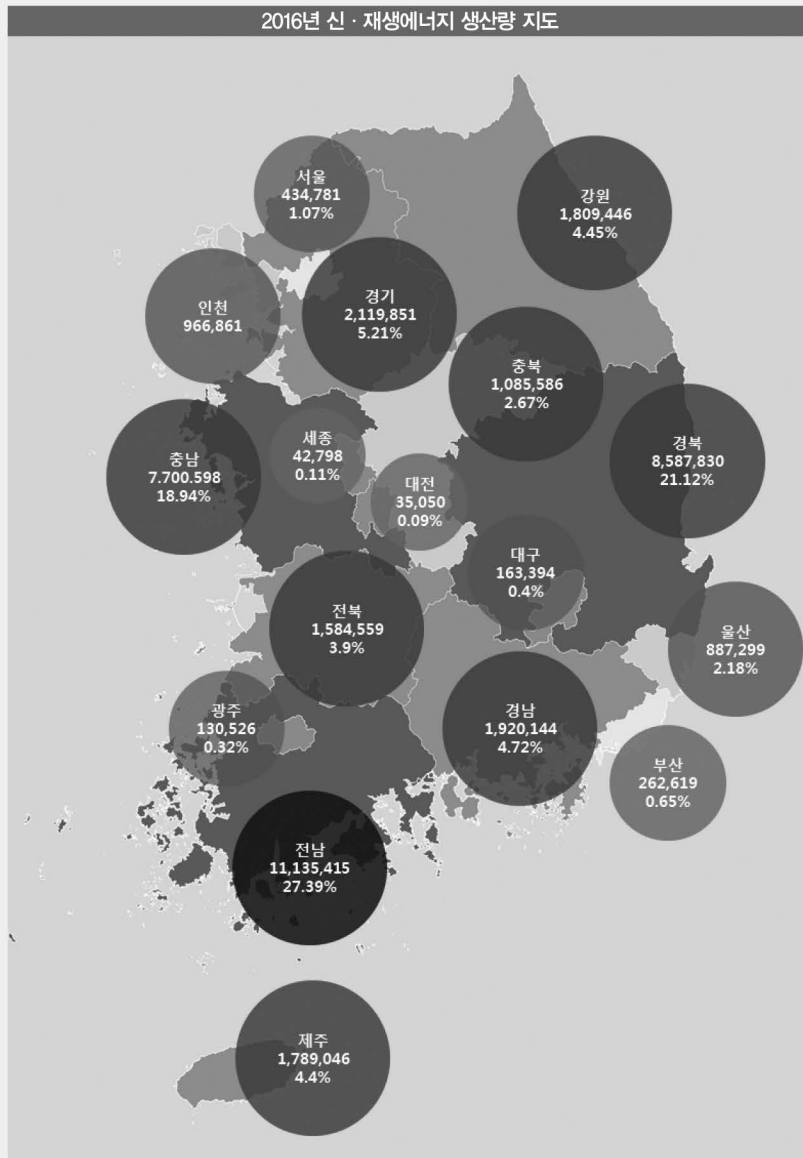 2016년 신 · 재생에너지 생산량 지도
서울
434,781
1.07%
강원
1,809,446
4.45%
인천
966,861
경기
2,119,851
5.21%
충북
1,085,586
2.67%
충남
7.700.598
18.94%
세종
42,798
0.11%
대전
35,050
0.09%
경북
8,587,830
21.12%
대구
163,394
0.4%
전북
1,584,559
3.9%
울산
887,299
2.18%
광주
130,526
0.32%
경남
1,920,144
4.72%
부산
262,619
0.65%
전남
11,135,415
27.39%
제주
1,789,046
4.4%